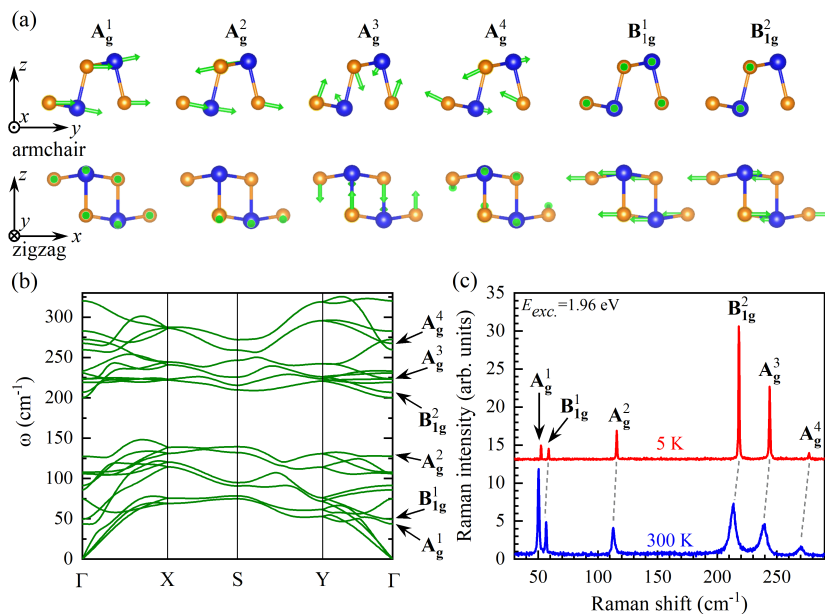 (a)
A_g^1 A_g^2 A_g^3 A_g^4 B_1g^1 B_1g^2
z
x
y
armchair
z
y
x
zigzag
(b)
300
250
200
150
100
50
0
ω (cm⁻¹)
Γ X S Y Γ
A_g^4
A_g^3
B_1g^2
A_g^2
B_1g^1
A_g^1
(c)
E_exc.=1.96 eV
35
30
25
20
15
10
5
0
Raman intensity (arb. units)
B_1g^2
A_g^1
B_1g^1
A_g^2
A_g^3
A_g^4
5 K
300 K
50 100 150 200 250
Raman shift (cm⁻¹)